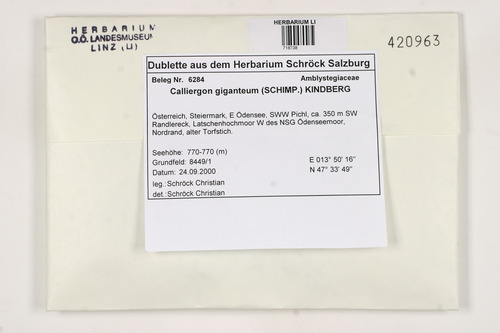 HERBARIUM
O.Ö. LANDESMUSEUM
LINZ (LI)
HERBARIUM LI
718738
420963
Dublette aus dem Herbarium Schröck Salzburg
Beleg Nr. 6284 Amblystegiaceae
Calliergon giganteum (SCHIMP.) KINDBERG
Österreich, Steiermark, E Ödensee, SWW Pichl, ca. 350 m SW
Randlereck, Latschenhochmoor W des NSG Ödenseemoor,
Nordrand, alter Torfstich.
Seehöhe: 770-770 (m)
Grundfeld: 8449/1 E 013° 50' 16"
Datum: 24.09.2000 N 47° 33' 49"
leg.: Schröck Christian
det.: Schröck Christian